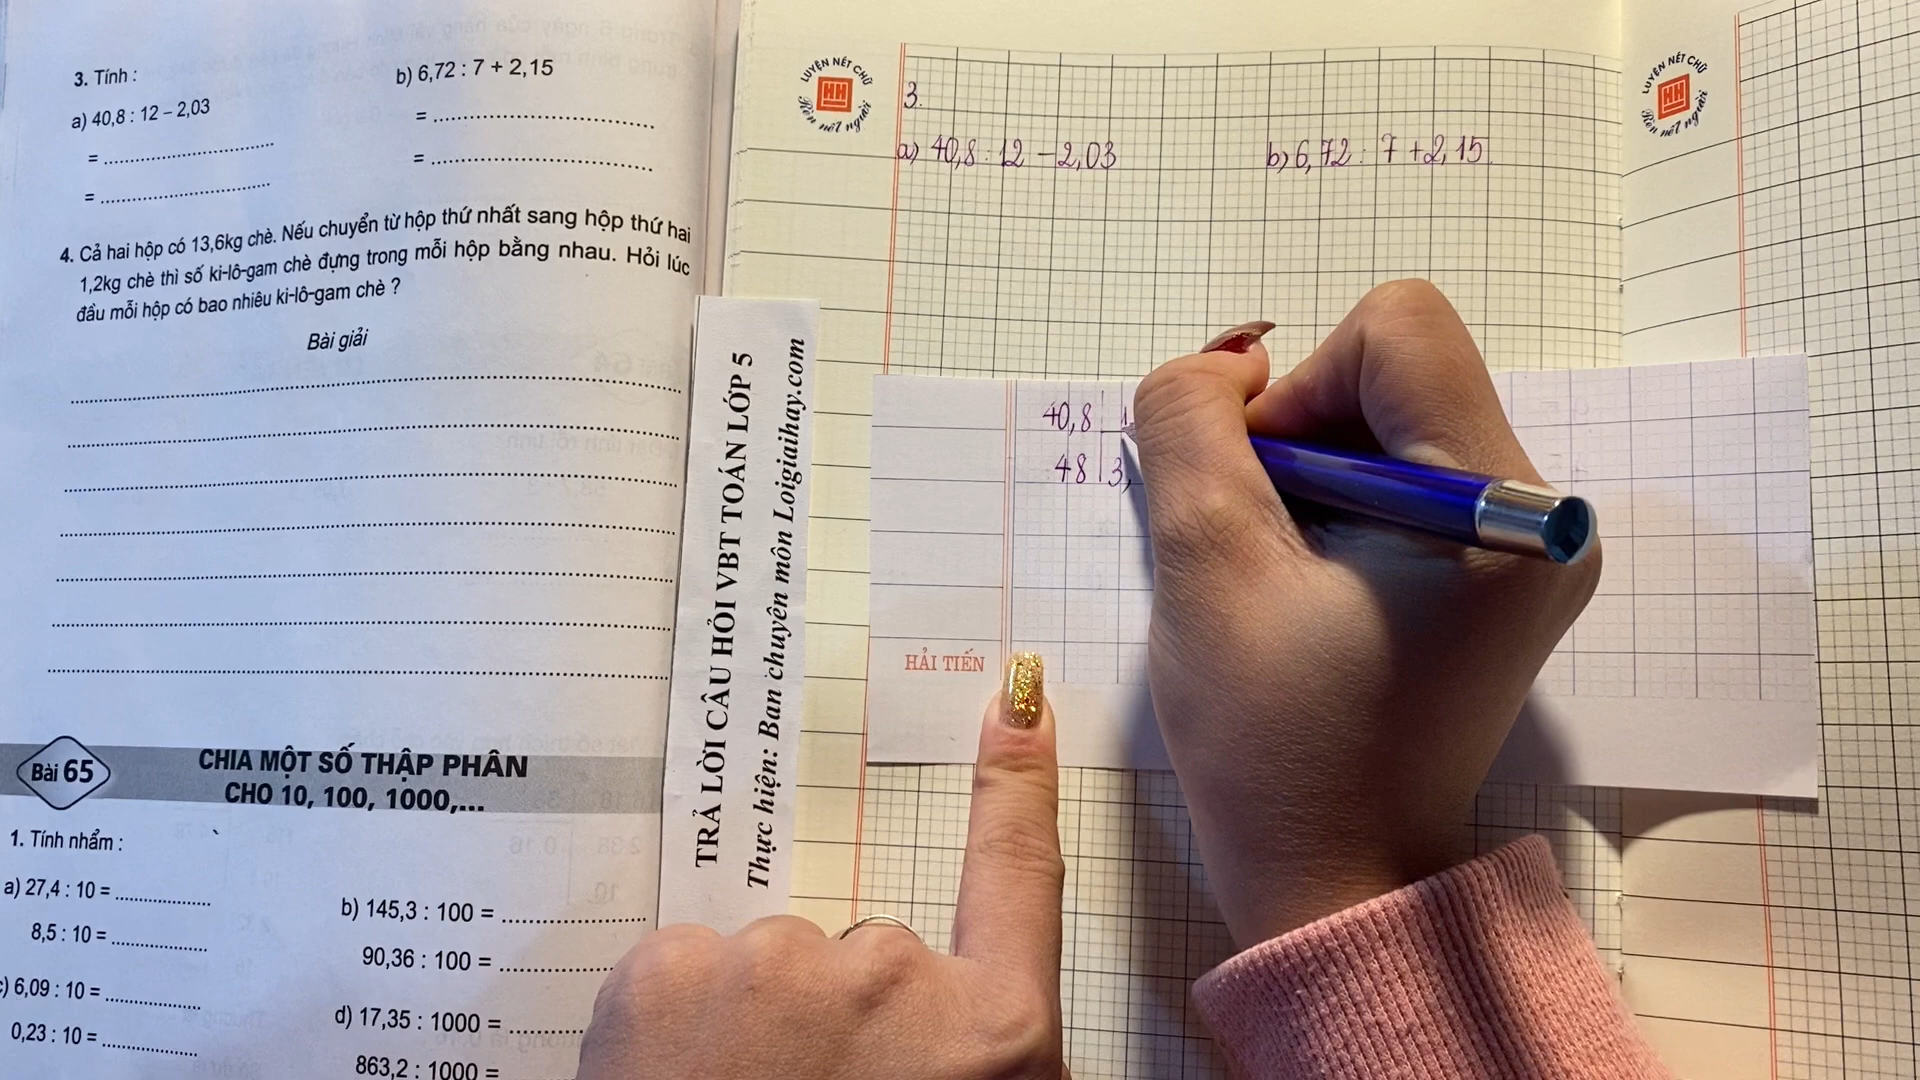 3. Tính :
a) 40,8 : 12 – 2,03
= ........................
= ........................
b) 6,72 : 7 + 2,15
= ........................
= ........................
4. Cả hai hộp có 13,6kg chè. Nếu chuyển từ hộp thứ nhất sang hộp thứ hai
1,2kg chè thì số ki-lô-gam chè đựng trong mỗi hộp bằng nhau. Hỏi lúc
đầu mỗi hộp có bao nhiêu ki-lô-gam chè ?
Bài giải
Bài 65
CHIA MỘT SỐ THẬP PHÂN
CHO 10, 100, 1000,...
1. Tính nhẩm :
a) 27,4 : 10 = ................
8,5 : 10 = ................
) 6,09 : 10 = ................
0,23 : 10 = ................
b) 145,3 : 100 = ................
90,36 : 100 = ................
d) 17,35 : 1000 = ............
863,2 : 1000 =
TRẢ LỜI CÂU HỎI VBT TOÁN LỚP 5
Thực hiện: Ban chuyên môn Loigiaihay.com
LUYỆN NÉT CHỮ
HH
Rèn nết người
3.
a) 40,8 : 12 – 2,03
b) 6,72 : 7 + 2,15
LUYỆN NÉT CHỮ
HH
Rèn nết người
40,8 1
48 3,
HẢI TIẾN